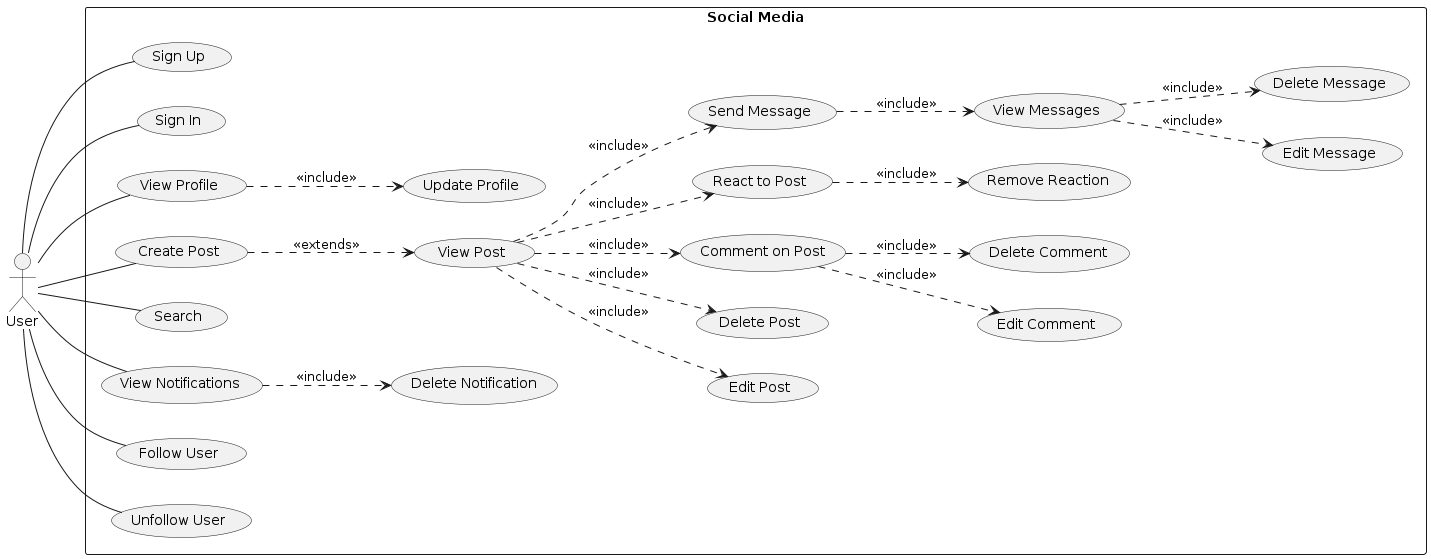 Social Media
Sign Up
Sign In
View Profile
«include»
Update Profile
Create Post
«extends»
View Post
Search
View Notifications
«include»
Delete Notification
Follow User
Unfollow User
User
«include»
Send Message
«include»
View Messages
«include»
Delete Message
«include»
Edit Message
«include»
React to Post
«include»
Remove Reaction
«include»
Comment on Post
«include»
Delete Comment
«include»
Edit Comment
«include»
Delete Post
«include»
Edit Post